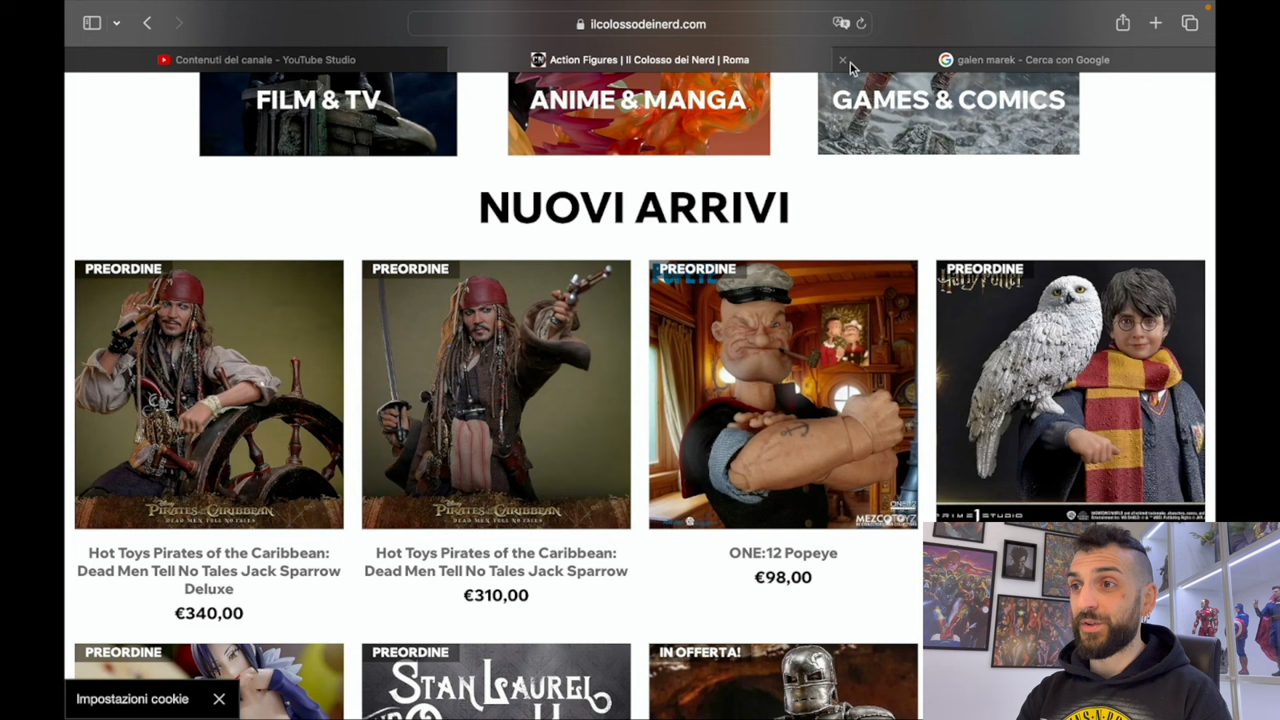 ilcolossodeinerd.com
Contenuti del canale - YouTube Studio
Action Figures | Il Colosso dei Nerd | Roma
galen marek - Cerca con Google
FILM & TV
ANIME & MANGA
GAMES & COMICS
NUOVI ARRIVI
PREORDINE
PREORDINE
PREORDINE
PREORDINE
Harry Potter
PIRATES of the CARIBBEAN
DEAD MEN TELL NO TALES
PIRATES of the CARIBBEAN
DEAD MEN TELL NO TALES
ONE:12
MEZCO TOYZ
PRIME 1 STUDIO
Hot Toys Pirates of the Caribbean:
Dead Men Tell No Tales Jack Sparrow
Deluxe
€340,00
Hot Toys Pirates of the Caribbean:
Dead Men Tell No Tales Jack Sparrow
€310,00
ONE:12 Popeye
€98,00
PREORDINE
PREORDINE
IN OFFERTA!
STAN LAUREL
Impostazioni cookie